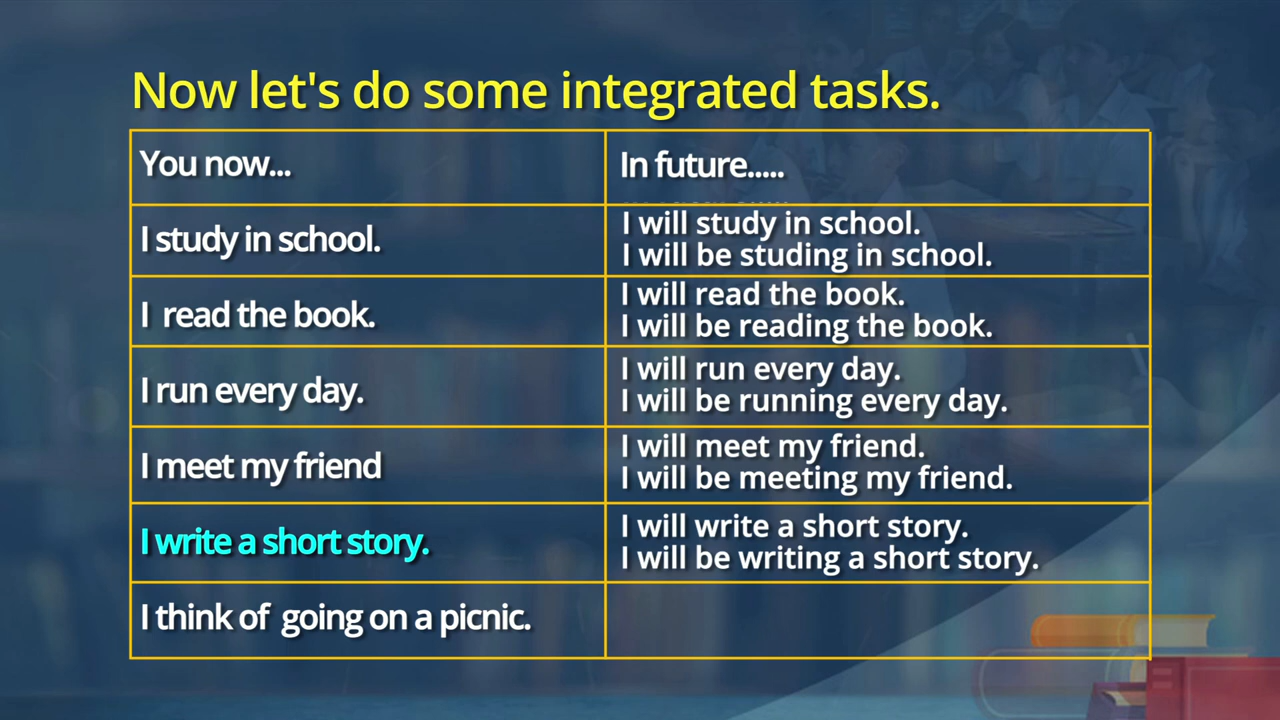 Now let's do some integrated tasks.
You now...
In future.....
I study in school.
I will study in school.
I will be studing in school.
I read the book.
I will read the book.
I will be reading the book.
I run every day.
I will run every day.
I will be running every day.
I meet my friend
I will meet my friend.
I will be meeting my friend.
I write a short story.
I will write a short story.
I will be writing a short story.
I think of going on a picnic.